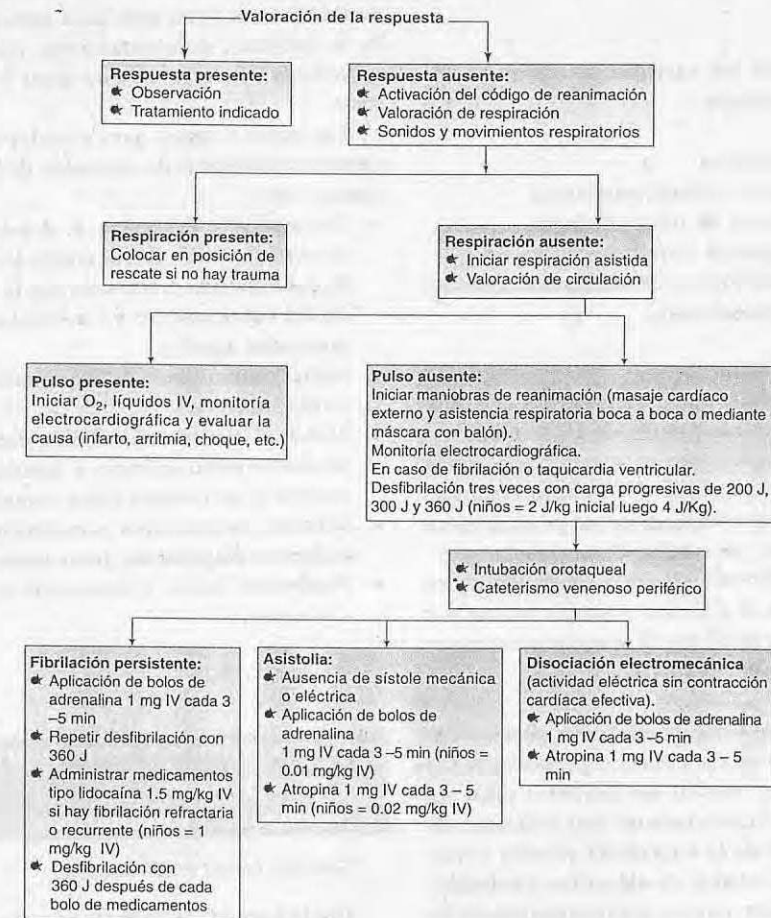 Valoración de la respuesta
Respuesta presente:
Observación
Tratamiento indicado
Respuesta ausente:
Activación del código de reanimación
Valoración de respiración
Sonidos y movimientos respiratorios
Respiración presente:
Colocar en posición de
rescate si no hay trauma
Respiración ausente:
Iniciar respiración asistida
Valoración de circulación
Pulso presente:
Iniciar O₂, líquidos IV, monitoría
electrocardiográfica y evaluar la
causa (infarto, arritmia, choque, etc.)
Pulso ausente:
Iniciar maniobras de reanimación (masaje cardíaco
externo y asistencia respiratoria boca a boca o mediante
máscara con balón).
Monitoría electrocardiográfica.
En caso de fibrilación o taquicardia ventricular.
Desfibrilación tres veces con carga progresivas de 200 J,
300 J y 360 J (niños = 2 J/kg inicial luego 4 J/Kg).
Intubación orotaqueal
Cateterismo venenoso periférico
Fibrilación persistente:
Aplicación de bolos de
adrenalina 1 mg IV cada 3
–5 min
Repetir desfibrilación con
360 J
Administrar medicamentos
tipo lidocaína 1.5 mg/kg IV
si hay fibrilación refractaria
o recurrente (niños = 1
mg/kg IV)
Desfibrilación con
360 J después de cada
bolo de medicamentos
Asistolia:
Ausencia de sístole mecánica
o eléctrica
Aplicación de bolos de
adrenalina
1 mg IV cada 3 –5 min (niños =
0.01 mg/kg IV)
Atropina 1 mg IV cada 3 – 5
min (niños = 0.02 mg/kg IV)
Disociación electromecánica
(actividad eléctrica sin contracción
cardíaca efectiva).
Aplicación de bolos de adrenalina
1 mg IV cada 3 –5 min
Atropina 1 mg IV cada 3 – 5
min